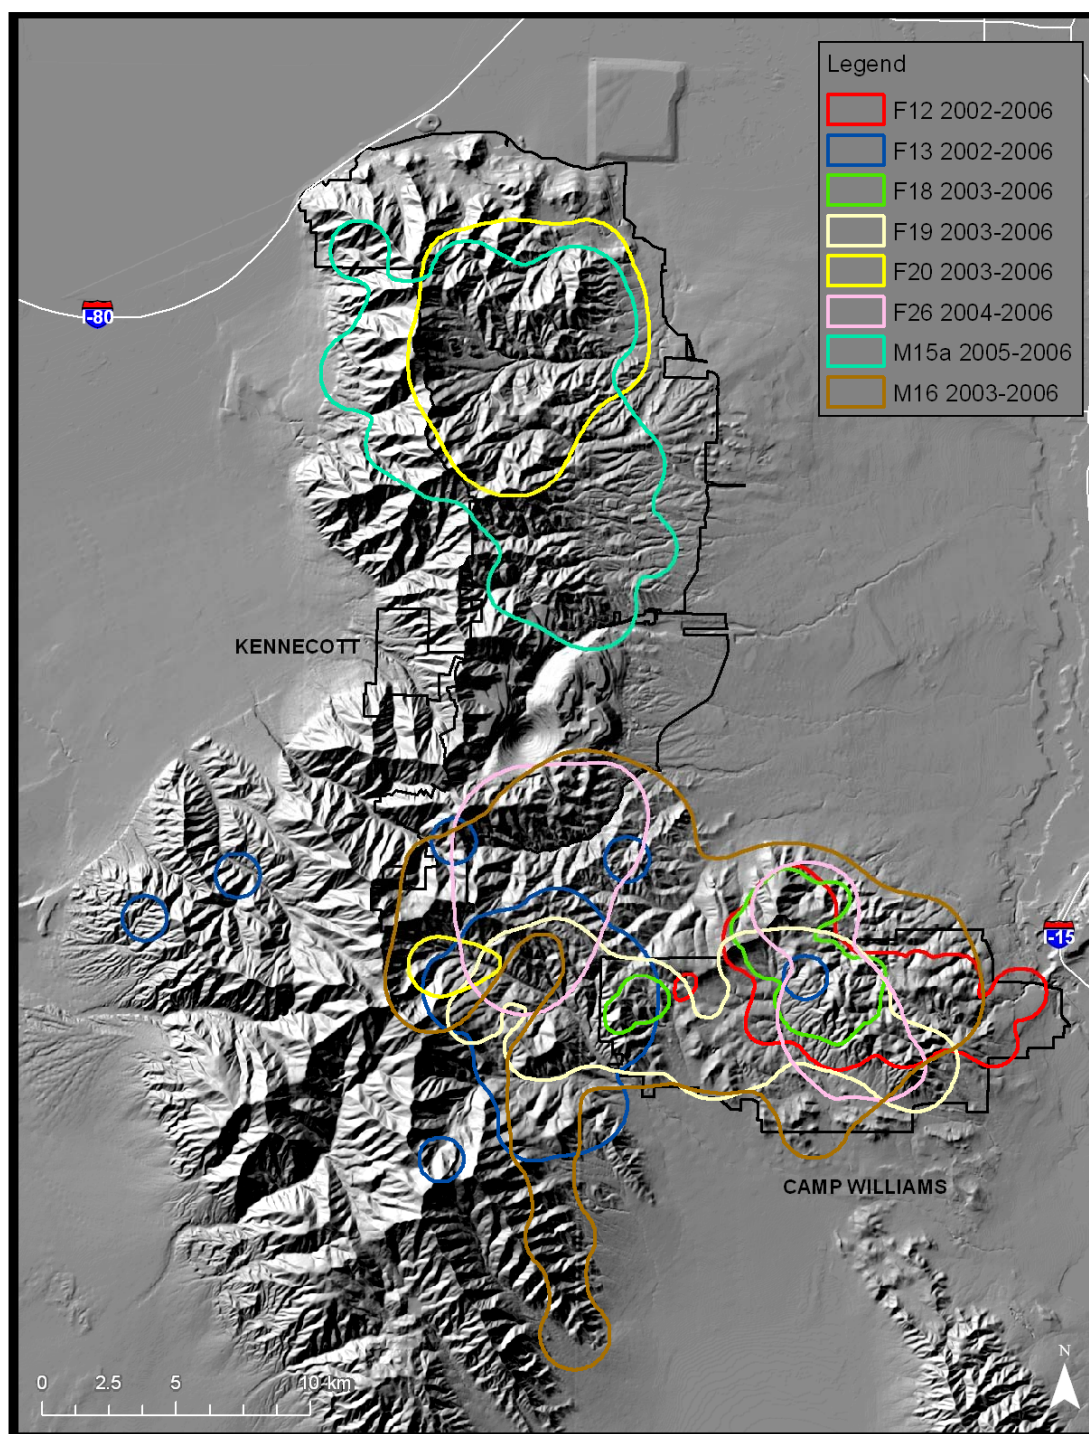 Legend
F12 2002-2006
F13 2002-2006
F18 2003-2006
F19 2003-2006
F20 2003-2006
F26 2004-2006
M15a 2005-2006
M16 2003-2006
I-80
KENNECOTT
I-15
CAMP WILLIAMS
N
0 2.5 5 10 km